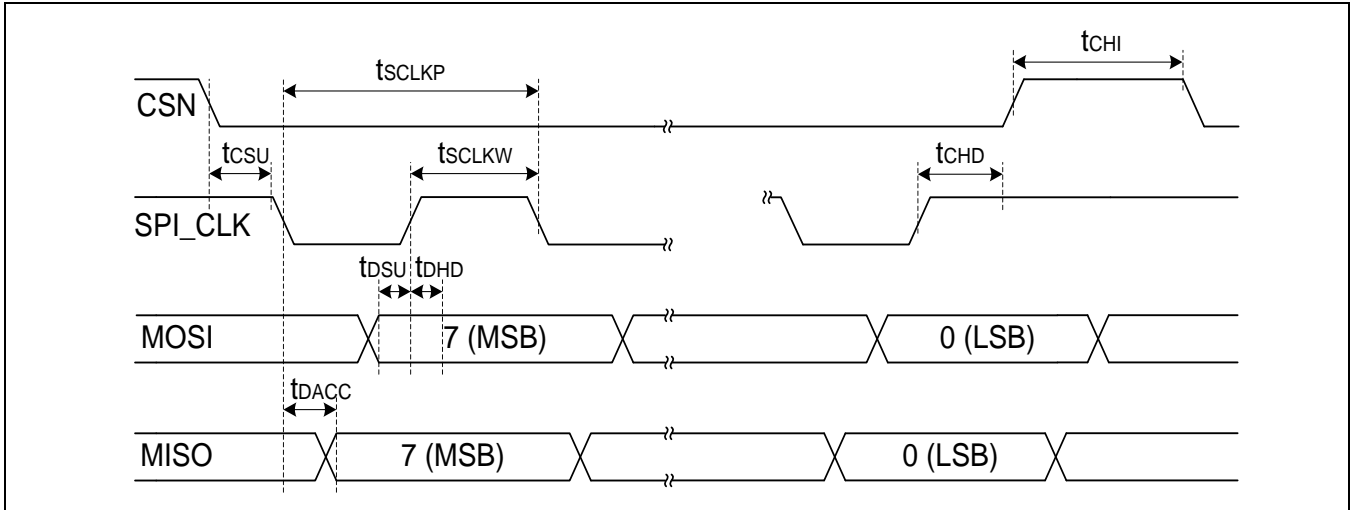 tCHI
tSCLKP
CSN
tCSU
tSCLKW
tCHD
SPI_CLK
tDSU tDHD
MOSI 7 (MSB) 0 (LSB)
tDACC
MISO 7 (MSB) 0 (LSB)